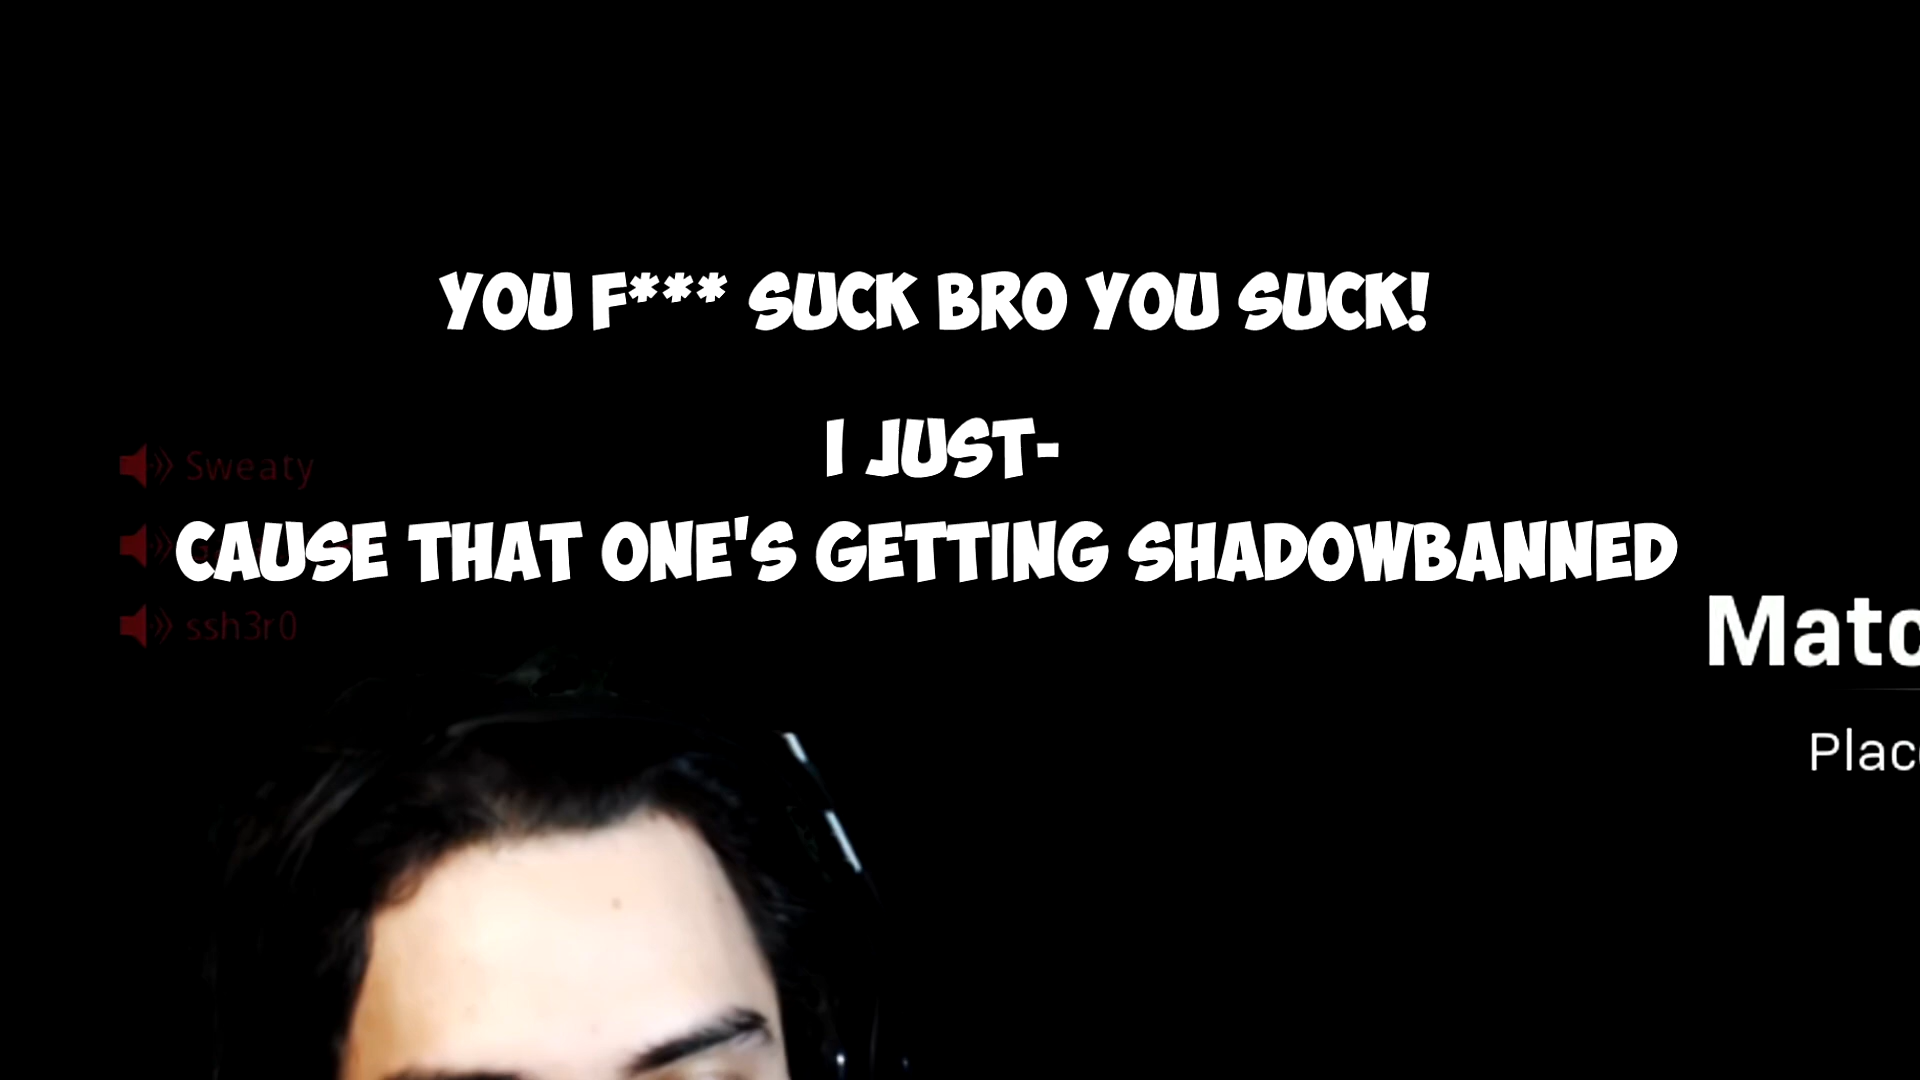 YOU F*** SUCK BRO YOU SUCK!
I JUST-
Sweaty
CAUSE THAT ONE'S GETTING SHADOWBANNED
ssh3r0
Matc
Plac